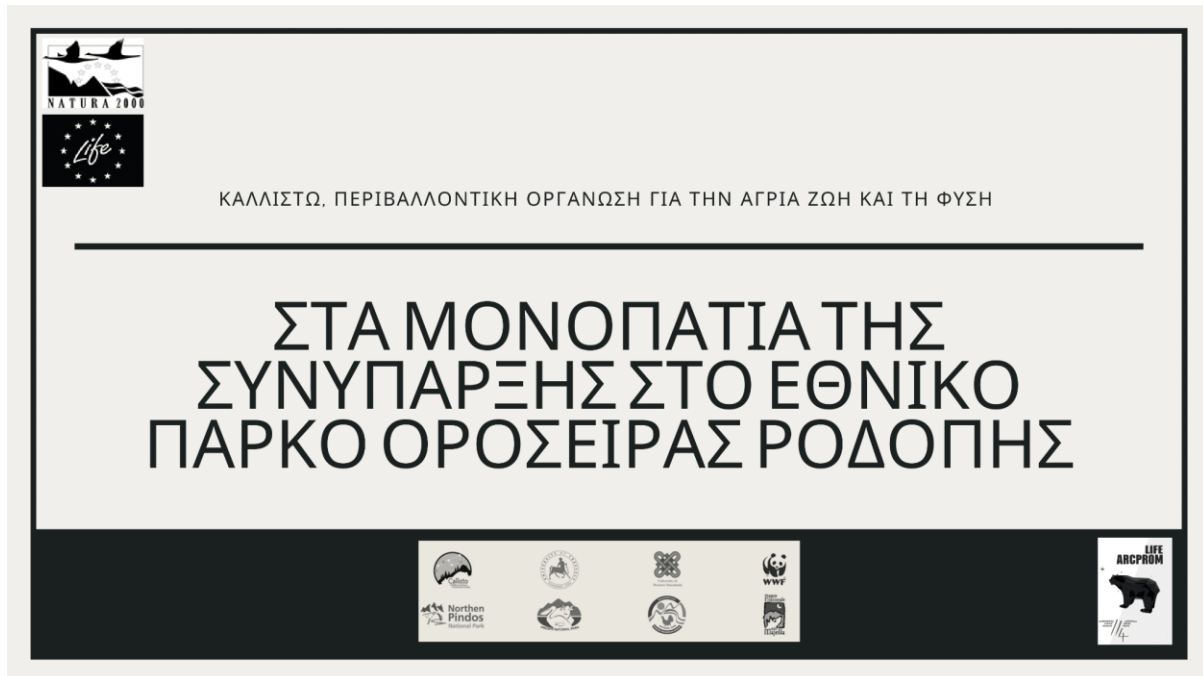 NATURA 2000
Life
ΚΑΛΛΙΣΤΩ, ΠΕΡΙΒΑΛΛΟΝΤΙΚΗ ΟΡΓΑΝΩΣΗ ΓΙΑ ΤΗΝ ΑΓΡΙΑ ΖΩΗ ΚΑΙ ΤΗ ΦΥΣΗ
ΣΤΑ ΜΟΝΟΠΑΤΙΑ ΤΗΣ
ΣΥΝΥΠΑΡΞΗΣ ΣΤΟ ΕΘΝΙΚΟ
ΠΑΡΚΟ ΟΡΟΣΕΙΡΑΣ ΡΟΔΟΠΗΣ
Callisto
WWF
Northen
Pindos
National Park
LIFE
ARCPROM